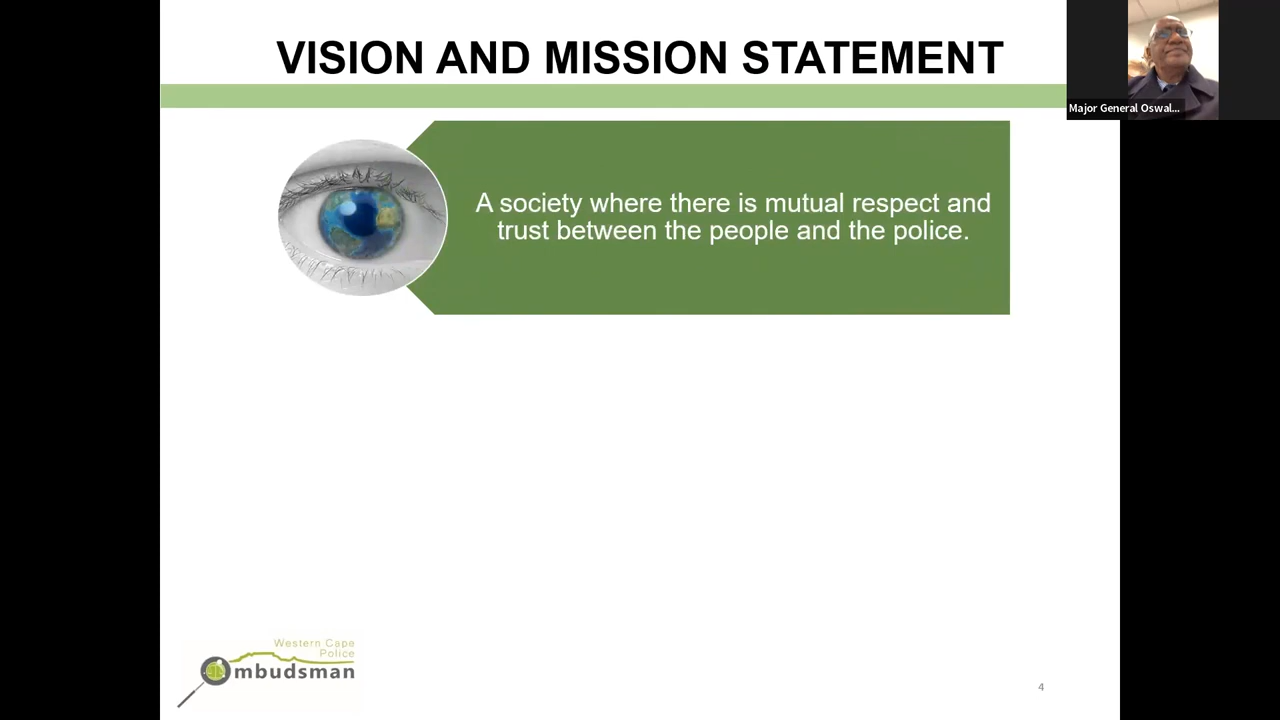 VISION AND MISSION STATEMENT
Major General Oswal...
A society where there is mutual respect and
trust between the people and the police.
Western Cape
Police
mbudsman
4